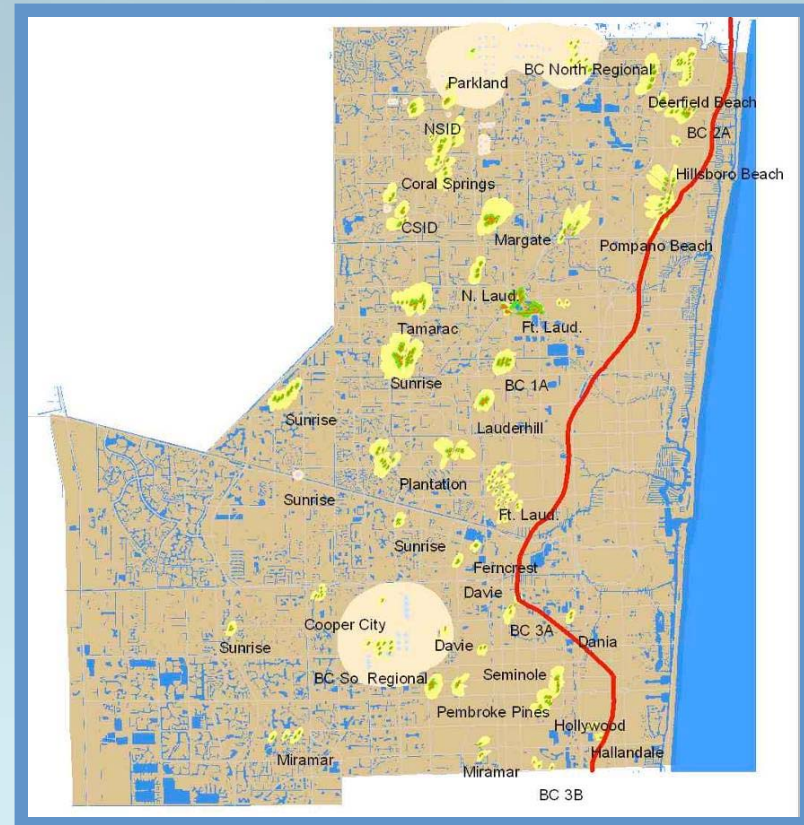 Parkland
BC North Regional
Deerfield Beach
NSID
BC 2A
Hillsboro Beach
Coral Springs
CSID
Margate
Pompano Beach
N. Laud.
Tamarac
Ft. Laud.
Sunrise
BC 1A
Sunrise
Lauderhill
Plantation
Sunrise
Ft. Laud.
Sunrise
Ferncrest
Davie
Cooper City
BC 3A
Sunrise
Davie
Dania
BC So. Regional
Seminole
Pembroke Pines
Hollywood
Miramar
Hallandale
Miramar
BC 3B